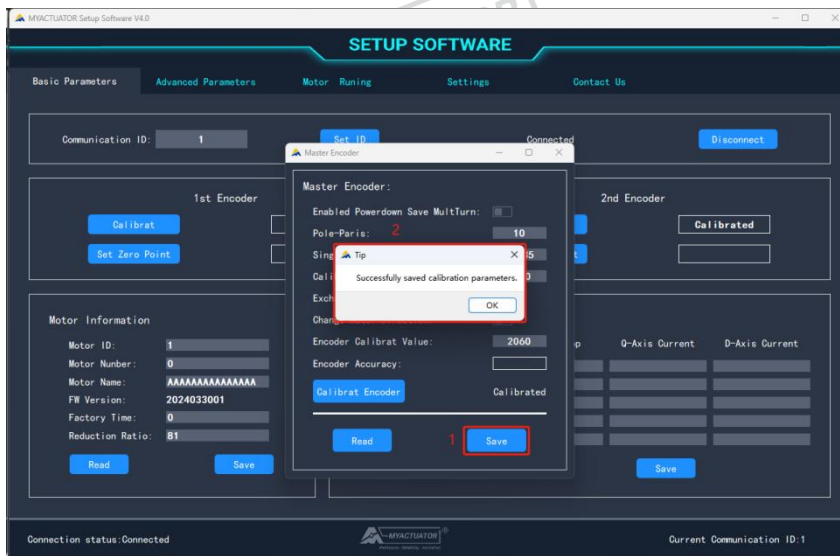 MYACTUATOR Setup Software V4.0
SETUP SOFTWARE
Basic Parameters Advanced Parameters Motor Runing Settings Contact Us
Communication ID: 1 Set ID Connected Disconnect
Master Encoder
Master Encoder:
1st Encoder 2nd Encoder
Enabled Powerdown Save MultTurn:
Calibrat Calibrated
Pole-Paris: 2 10
Set Zero Point
Tip
Successfully saved calibration parameters.
OK
Encoder Calibrat Value: 2060
Encoder Accuracy:
Calibrat Encoder Calibrated
Read 1 Save
Motor Information
Motor ID: 1
Motor Nunber: 0
Motor Name: AAAAAAAAAAAAAAA
FW Version: 2024033001
Factory Time: 0
Reduction Ratio: 81
Read Save
Q-Axis Current D-Axis Current
Save
Connection status:Connected MYACTUATOR Current Communication ID:1